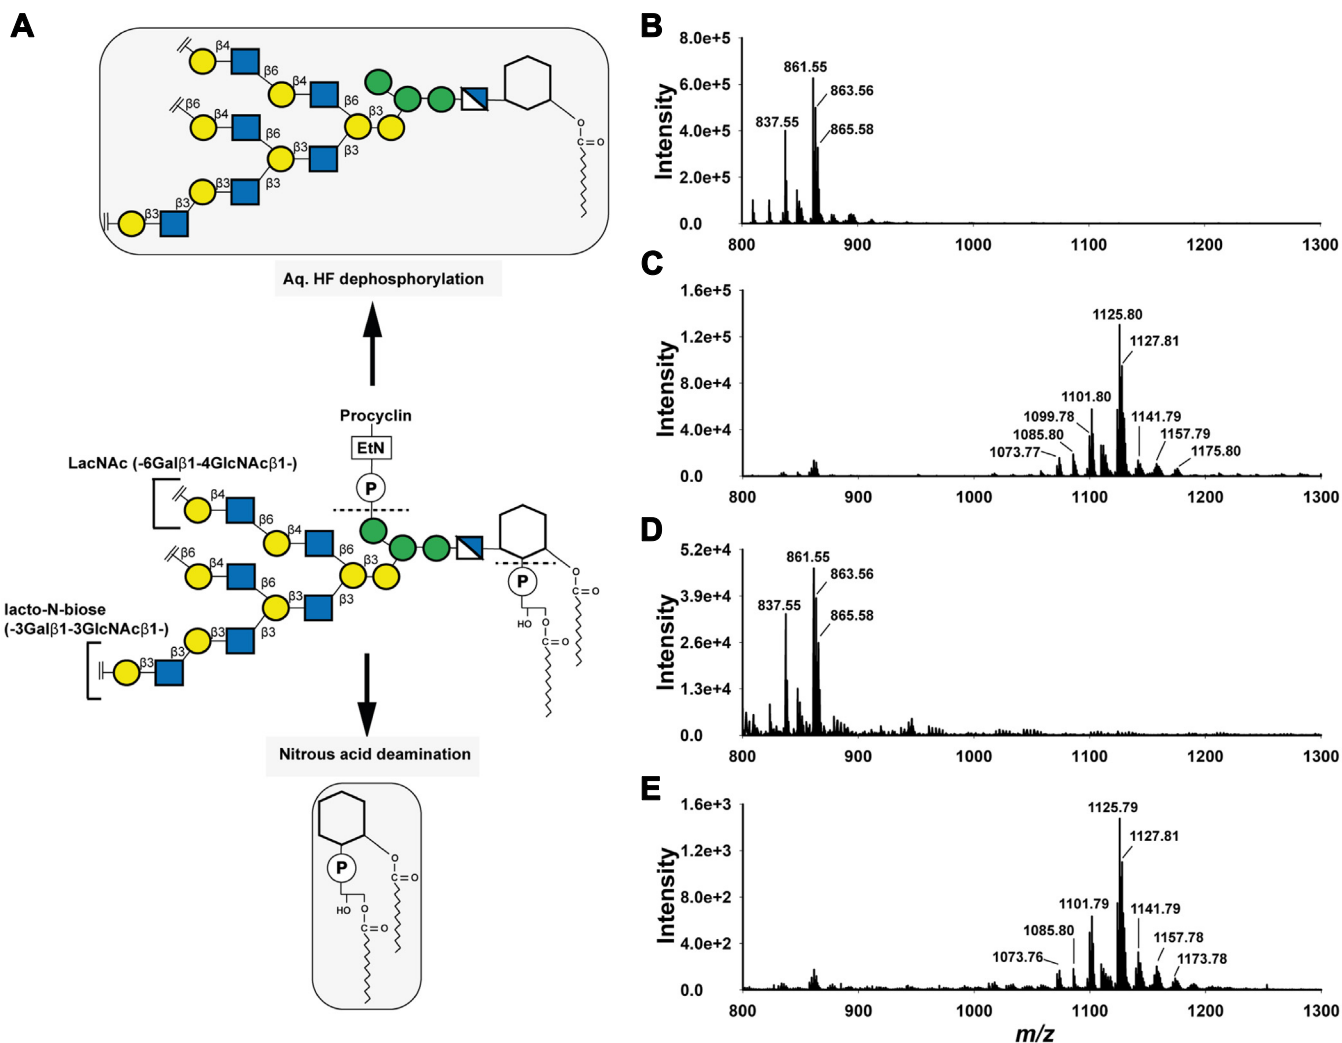 A
β4
β6
β4
β6
β4
β6
β3
β6
β3
β3
β3
β3
β3
β3
O
C=O
Aq. HF dephosphorylation
Procyclin
EtN
P
LacNAc (-6Galβ1-4GlcNAcβ1-)
β4
β6
β4
β6
β3
β6
β4
β6
β3
β3
lacto-N-biose
(-3Galβ1-3GlcNAcβ1-)
β3
β3
β3
β3
P
O
C=O
HO
O
C=O
Nitrous acid deamination
P
O
C=O
HO
O
C=O
B
Intensity
8.0e+5
6.0e+5
4.0e+5
2.0e+5
0.0
861.55
863.56
837.55
865.58
800 900 1000 1100 1200 1300
C
Intensity
1.6e+5
1.2e+5
8.0e+4
4.0e+4
0.0
1125.80
1127.81
1101.80
1099.78
1141.79
1085.80
1157.79
1073.77
1175.80
800 900 1000 1100 1200 1300
D
Intensity
5.2e+4
3.9e+4
2.6e+4
1.3e+4
0.0
861.55
863.56
837.55
865.58
800 900 1000 1100 1200 1300
E
Intensity
1.6e+3
1.2e+3
8.0e+2
4.0e+2
0.0
1125.79
1127.81
1101.79
1141.79
1085.80
1157.78
1073.76
1173.78
800 900 1000 1100 1200 1300
m/z